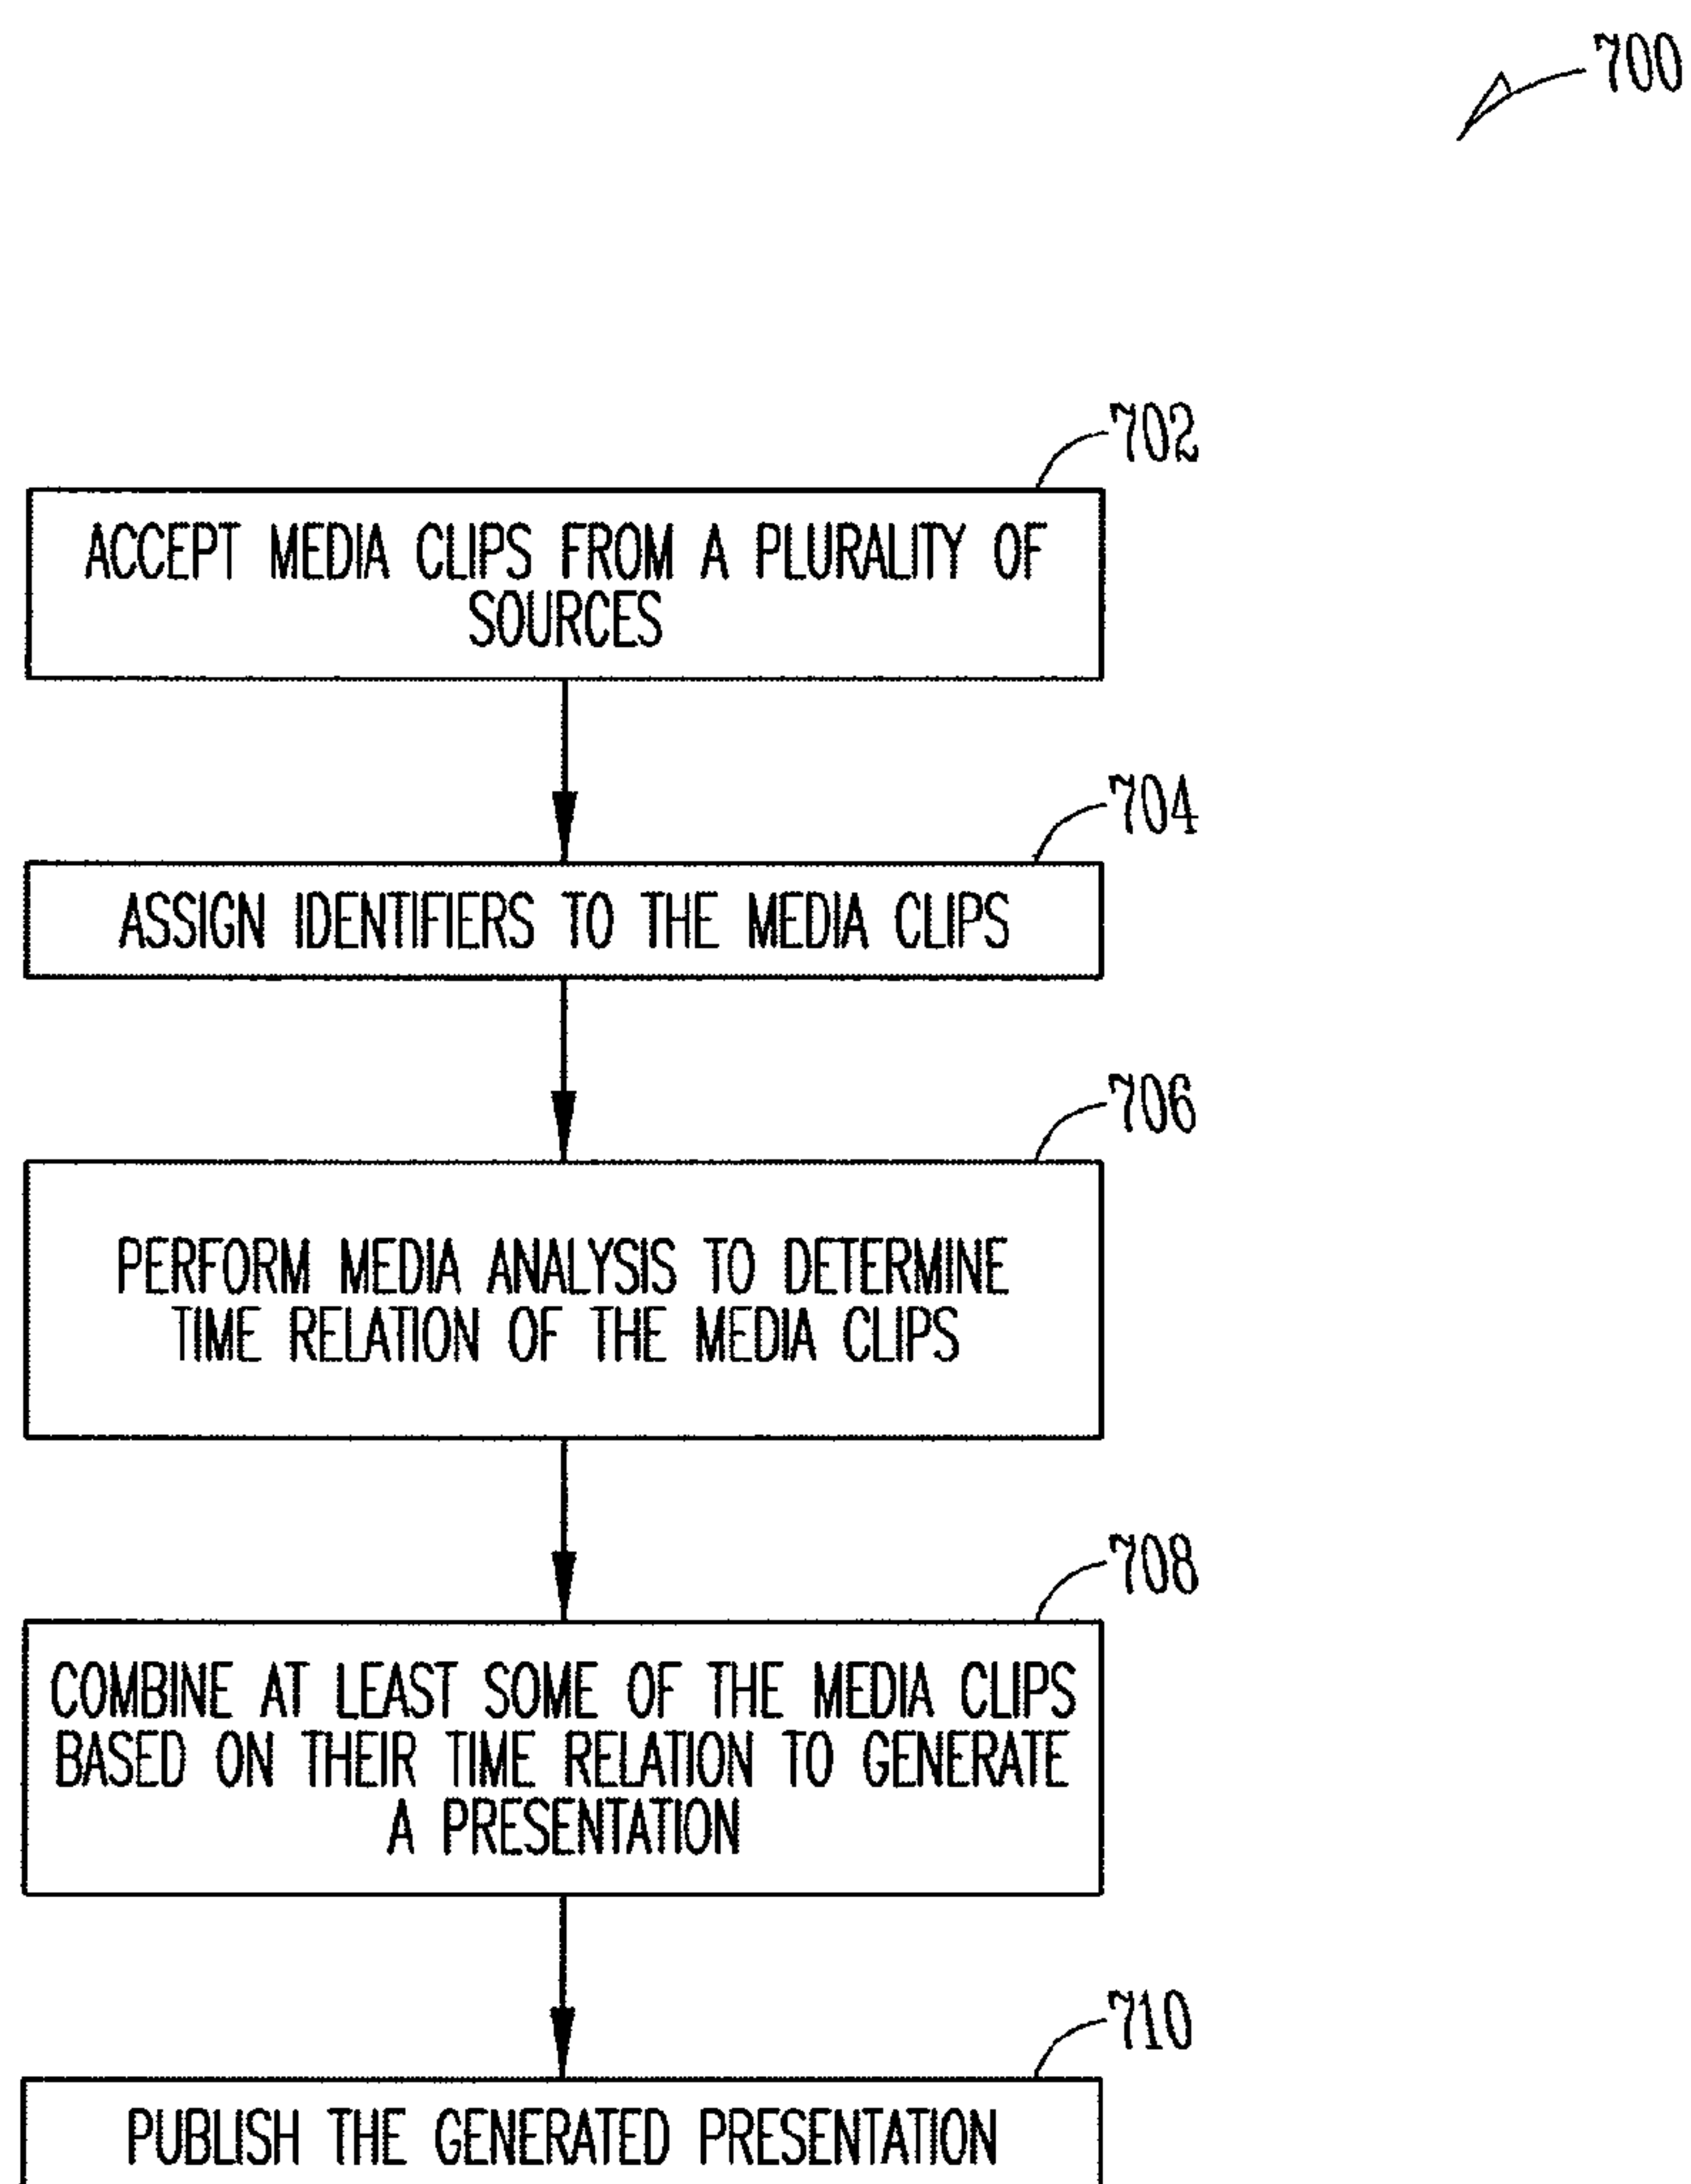 700
702
ACCEPT MEDIA CLIPS FROM A PLURALITY OF
SOURCES
704
ASSIGN IDENTIFIERS TO THE MEDIA CLIPS
706
PERFORM MEDIA ANALYSIS TO DETERMINE
TIME RELATION OF THE MEDIA CLIPS
708
COMBINE AT LEAST SOME OF THE MEDIA CLIPS
BASED ON THEIR TIME RELATION TO GENERATE
A PRESENTATION
710
PUBLISH THE GENERATED PRESENTATION